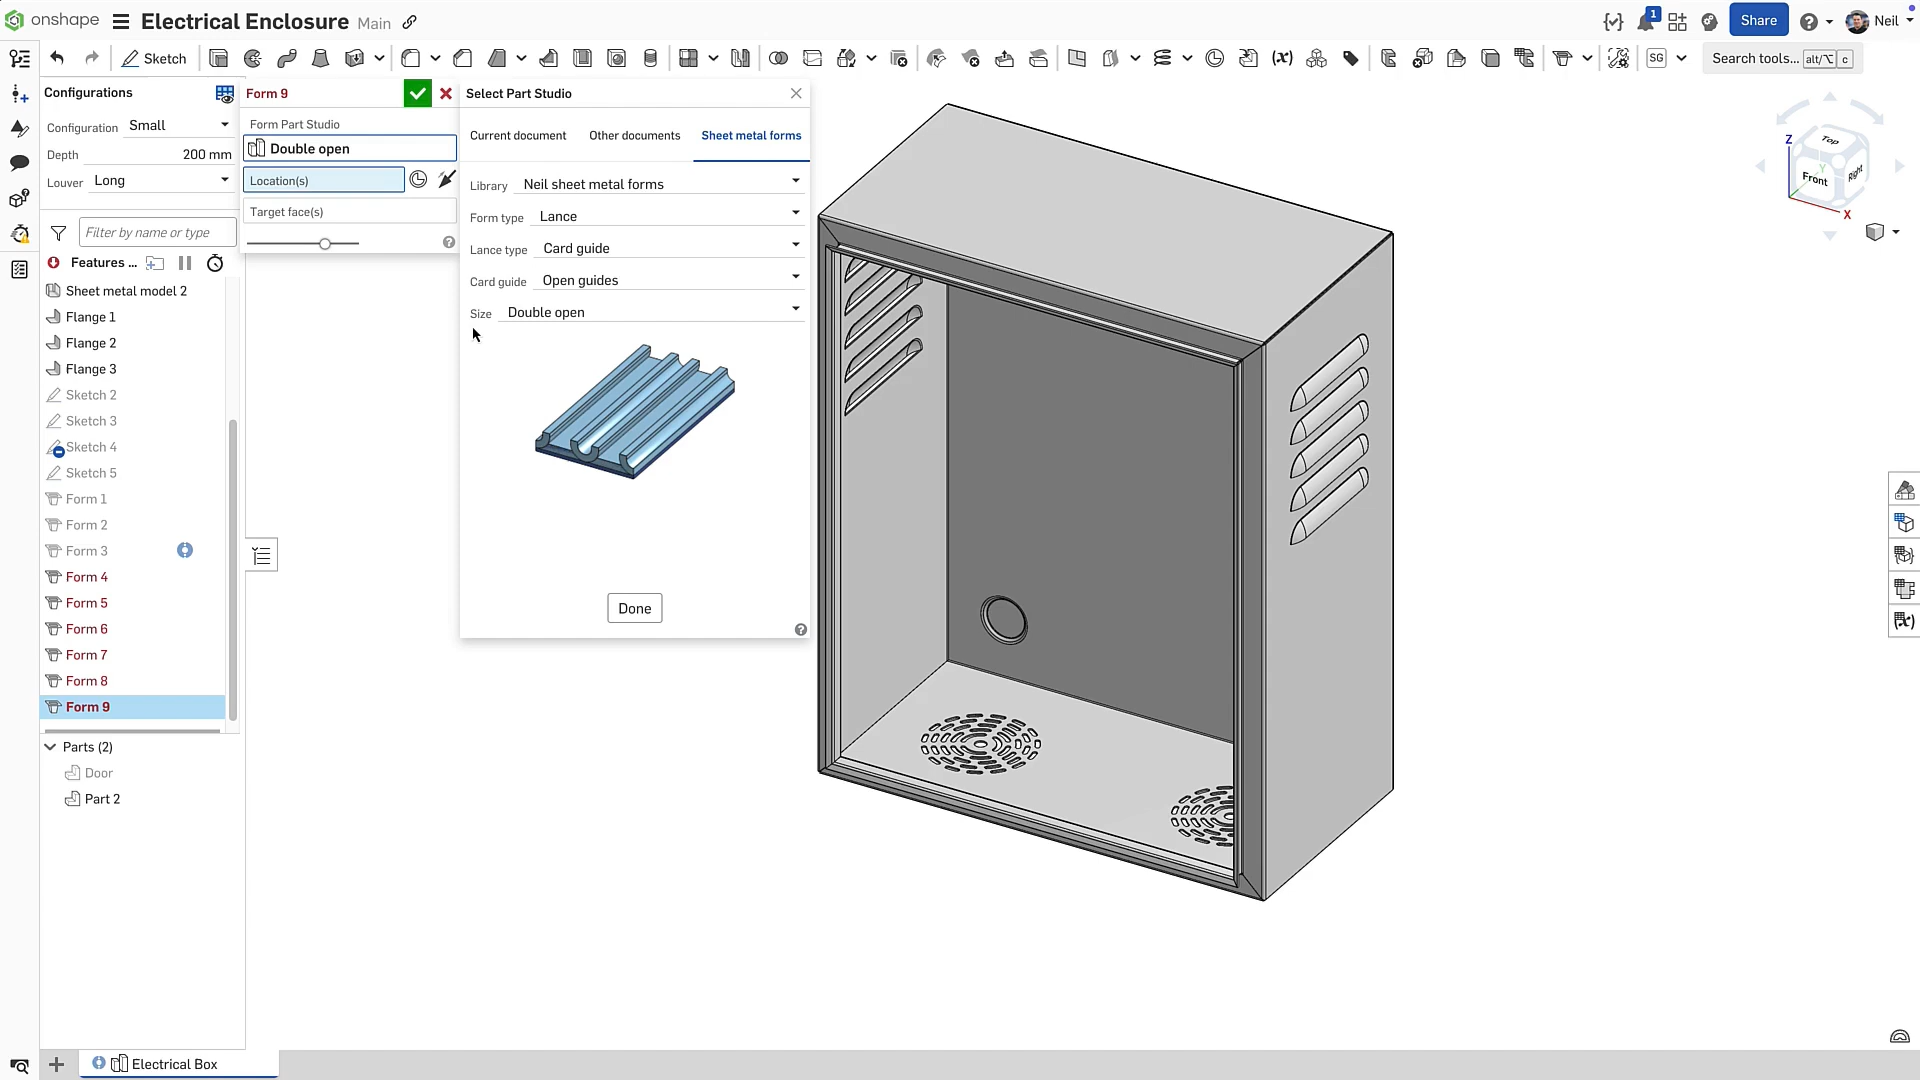 onshape
Electrical Enclosure Main
1
Share
Neil
Sketch
SG
Search tools... alt/⌥ c
Configurations
Configuration Small
Depth 200 mm
Louver Long
Filter by name or type
Features ...
Sheet metal model 2
Flange 1
Flange 2
Flange 3
Sketch 2
Sketch 3
Sketch 4
Sketch 5
Form 1
Form 2
Form 3
Form 4
Form 5
Form 6
Form 7
Form 8
Form 9
Parts (2)
Door
Part 2
Form 9
Form Part Studio
Double open
Location(s)
Target face(s)
Select Part Studio
Current document Other documents Sheet metal forms
Library Neil sheet metal forms
Form type Lance
Lance type Card guide
Card guide Open guides
Size Double open
Done
Top
Front
Right
Z
Y
X
(x)
(x)
Electrical Box